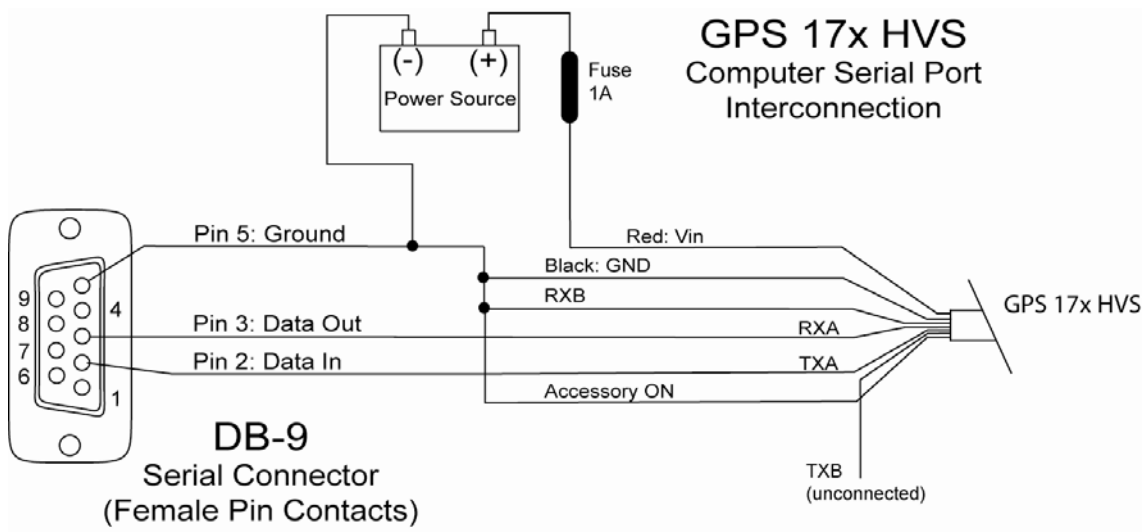 GPS 17x HVS
Computer Serial Port
Interconnection
(-) (+)
Power Source
Fuse
1A
Pin 5: Ground
Red: Vin
Black: GND
RXB
GPS 17x HVS
Pin 3: Data Out
RXA
Pin 2: Data In
TXA
Accessory ON
9
8
7
6
4
1
DB-9
Serial Connector
(Female Pin Contacts)
TXB
(unconnected)